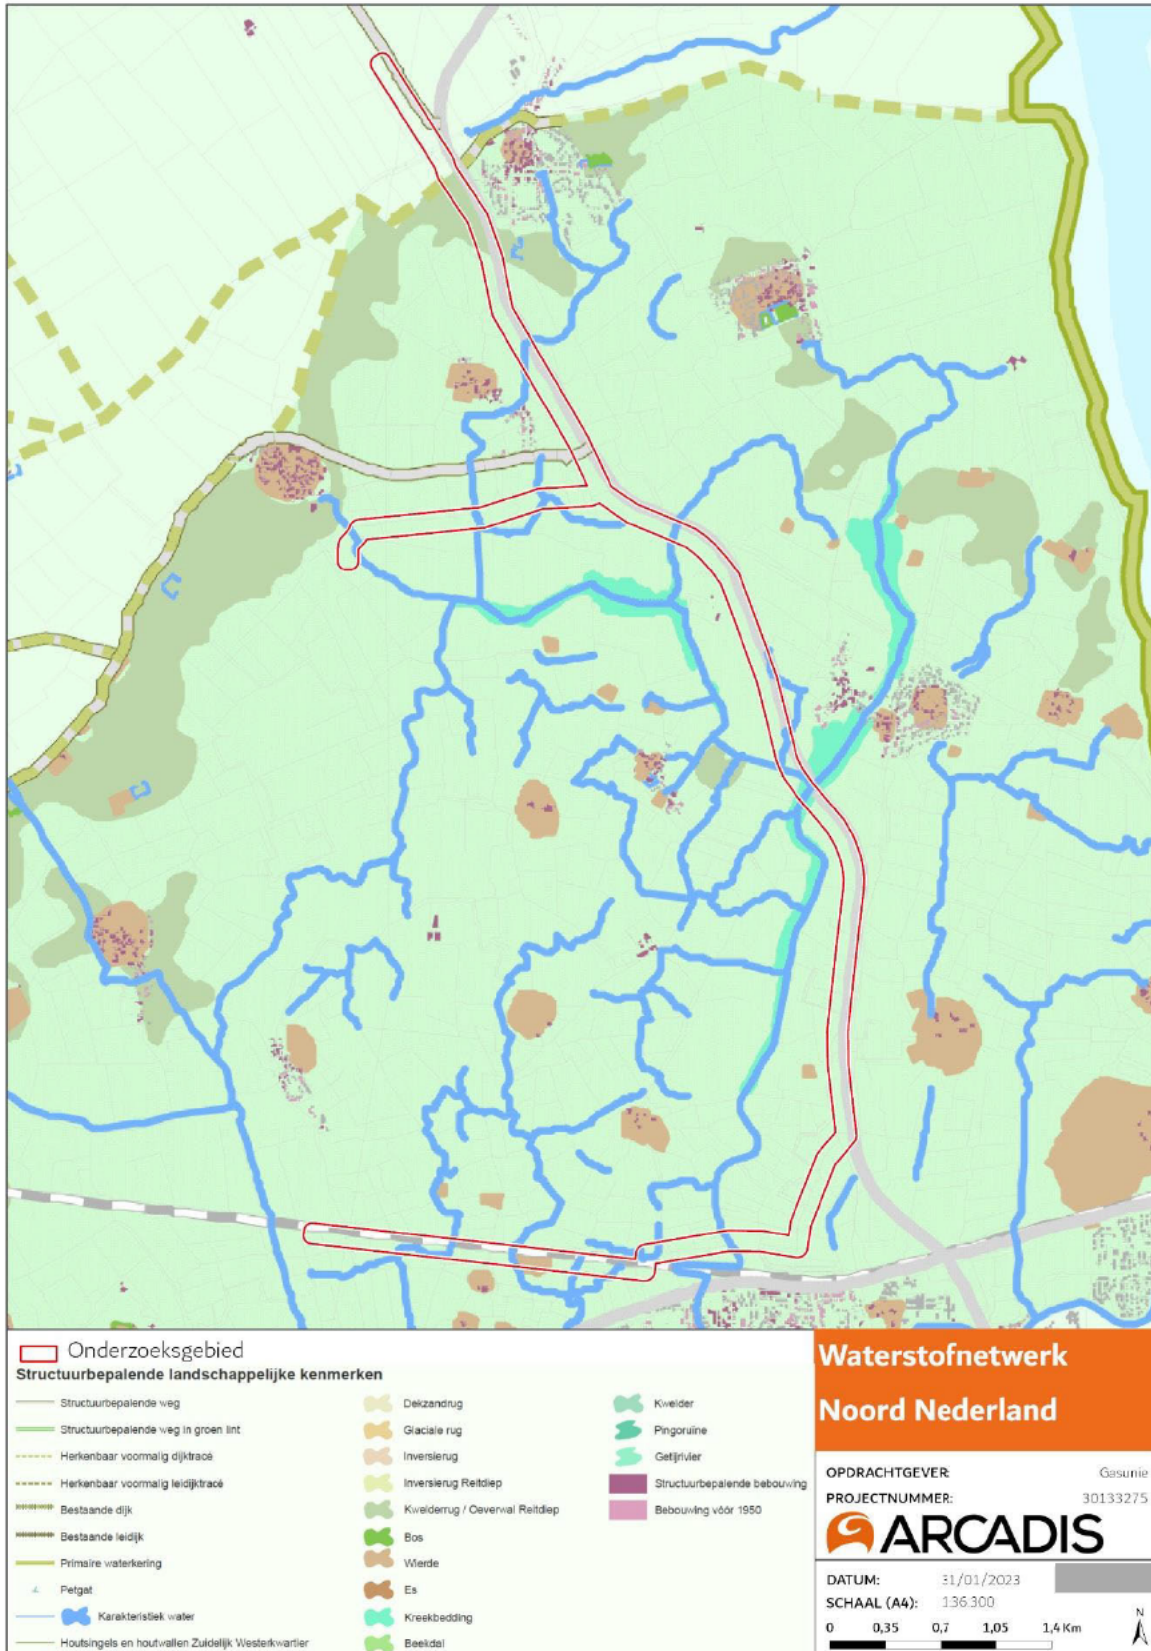 Onderzoeksgebied
Structuurbepalende landschappelijke kenmerken
Structuurbepalende weg
Structuurbepalende weg in groen lint
Herkenbaar voormalig dijktracé
Herkenbaar voormalig leidijktracé
Bestaande dijk
Bestaande leidijk
Primaire waterkering
Petgat
Karakteristiek water
Houtsingels en houtwallen Zuidelijk Westerkwartier
Dekzandrug
Glaciale rug
Inversierug
Inversierug Reitdiep
Kwelderrug / Oeverwal Reitdiep
Bos
Wierde
Es
Kreekbedding
Beekdal
Kwelder
Pingoruïne
Getijrivier
Structuurbepalende bebouwing
Bebouwing vóór 1950
Waterstofnetwerk
Noord Nederland
OPDRACHTGEVER: Gasunie
PROJECTNUMMER: 30133275
ARCADIS
DATUM: 31/01/2023
SCHAAL (A4): 1:36.300
0 0,35 0,7 1,05 1,4 Km
N